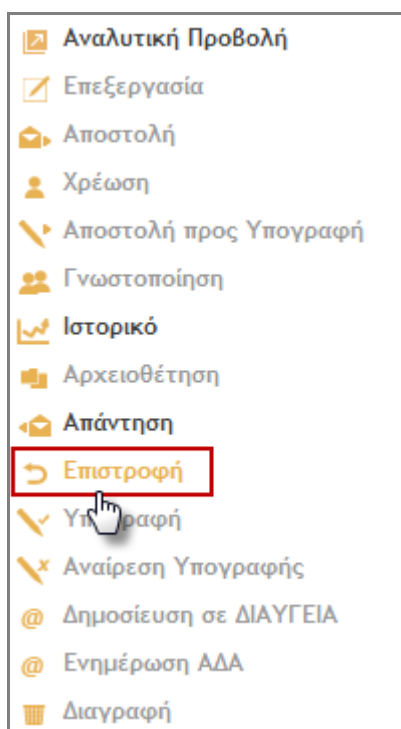 Αναλυτική Προβολή
Επεξεργασία
Αποστολή
Χρέωση
Αποστολή προς Υπογραφή
Γνωστοποίηση
Ιστορικό
Αρχειοθέτηση
Απάντηση
Επιστροφή
Υπογραφή
Αναίρεση Υπογραφής
@ Δημοσίευση σε ΔΙΑΥΓΕΙΑ
@ Ενημέρωση ΑΔΑ
Διαγραφή